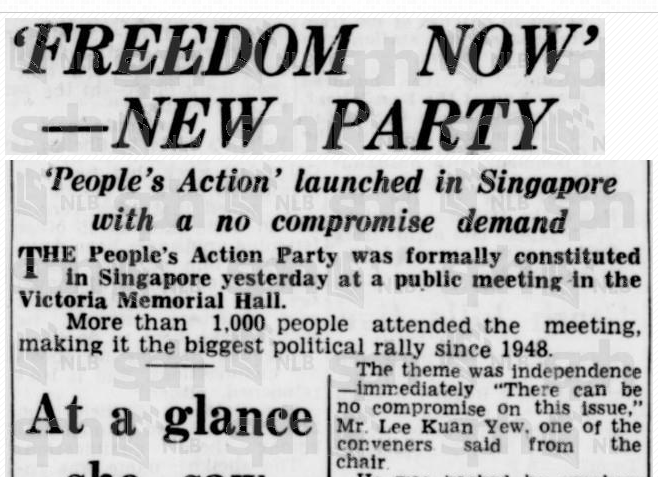 ‘FREEDOM NOW’
—NEW PARTY
‘People’s Action’ launched in Singapore
with a no compromise demand
THE People’s Action Party was formally constituted
in Singapore yesterday at a public meeting in the
Victoria Memorial Hall.
More than 1,000 people attended the meeting,
making it the biggest political rally since 1948.
At a glance
The theme was independence
—immediately “There can be
no compromise on this issue,”
Mr. Lee Kuan Yew, one of the
conveners said from the
chair